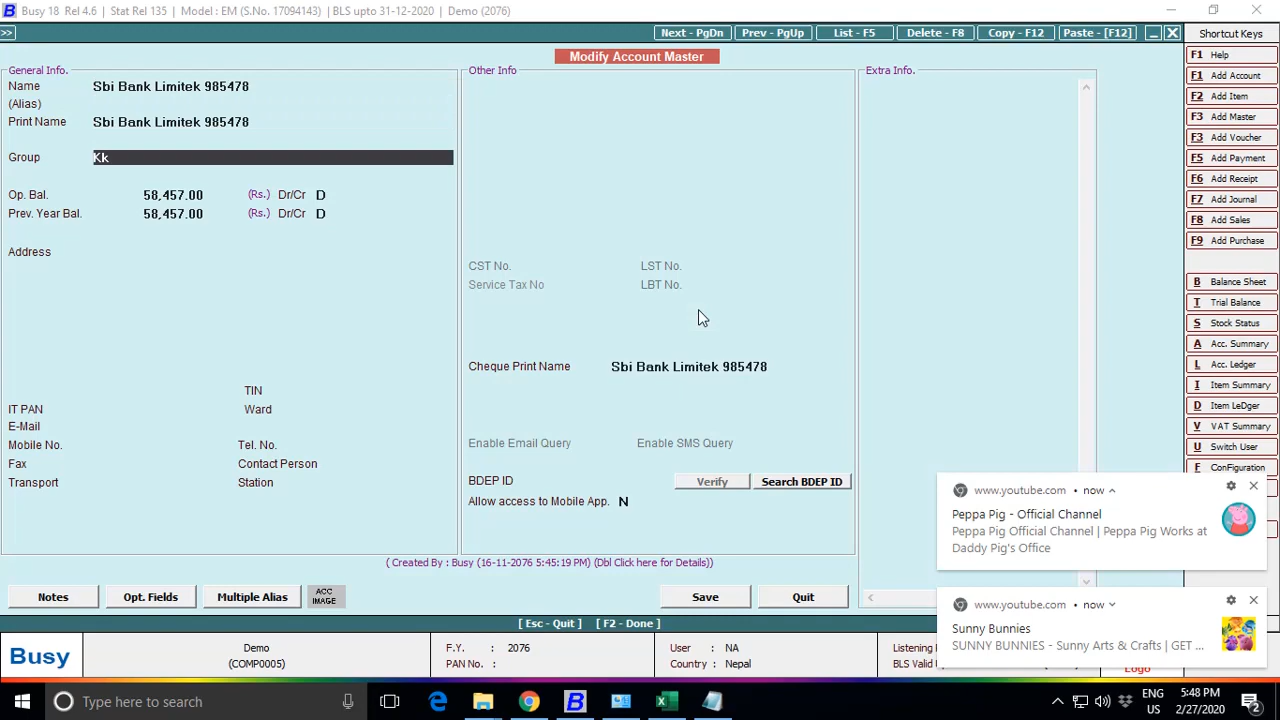 Busy 18 Rel 4.6 | Stat Rel 135 | Model : EM (S.No. 17094143) | BLS upto 31-12-2020 | Demo (2076)
>> Next - PgDn Prev - PgUp List - F5 Delete - F8 Copy - F12 Paste - [F12]
Shortcut Keys
Modify Account Master
General Info.
Name Sbi Bank Limitek 985478
(Alias)
Print Name Sbi Bank Limitek 985478
Group Kk
Op. Bal. 58,457.00 (Rs.) Dr/Cr D
Prev. Year Bal. 58,457.00 (Rs.) Dr/Cr D
Address
TIN
IT PAN Ward
E-Mail
Mobile No. Tel. No.
Fax Contact Person
Transport Station
Other Info
CST No. LST No.
Service Tax No LBT No.
Cheque Print Name Sbi Bank Limitek 985478
Enable Email Query Enable SMS Query
BDEP ID Verify Search BDEP ID
Allow access to Mobile App. N
Extra Info.
( Created By : Busy (16-11-2076 5:45:19 PM) (Dbl Click here for Details))
Notes Opt. Fields Multiple Alias ACC IMAGE Save Quit
[ Esc - Quit ] [ F2 - Done ]
F1 Help
F1 Add Account
F2 Add Item
F3 Add Master
F3 Add Voucher
F5 Add Payment
F6 Add Receipt
F7 Add Journal
F8 Add Sales
F9 Add Purchase
B Balance Sheet
T Trial Balance
S Stock Status
A Acc. Summary
L Acc. Ledger
I Item Summary
D Item LeDger
V VAT Summary
U Switch User
F Configuration
www.youtube.com • now
Peppa Pig - Official Channel
Peppa Pig Official Channel | Peppa Pig Works at
Daddy Pig's Office
www.youtube.com • now
Sunny Bunnies
SUNNY BUNNIES - Sunny Arts & Crafts | GET ...
Busy
Demo
(COMP0005)
F.Y. : 2076
PAN No. :
User : NA
Country : Nepal
Listening
BLS Valid
Logo
Type here to search
ENG
US
5:48 PM
2/27/2020
2